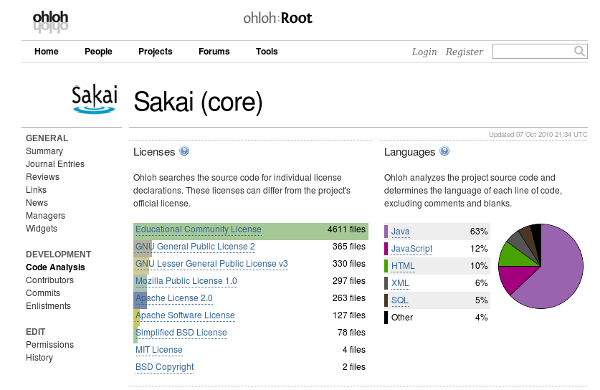 ohloh
ohloh:Root
Home People Projects Forums Tools Login Register
Sakai
Sakai (core)
Updated 07 Oct 2010 21:34 UTC
GENERAL
Summary
Journal Entries
Reviews
Links
News
Managers
Widgets
DEVELOPMENT
Code Analysis
Contributors
Commits
Enlistments
EDIT
Permissions
History
Licenses
Ohloh searches the source code for individual license
declarations. These licenses can differ from the project's
official license.
Educational Community License 4611 files
GNU General Public License 2 365 files
GNU Lesser General Public License v3 330 files
Mozilla Public License 1.0 297 files
Apache License 2.0 263 files
Apache Software License 127 files
Simplified BSD License 78 files
MIT License 4 files
BSD Copyright 2 files
Languages
Ohloh analyzes the project source code and
determines the language of each line of code,
excluding comments and blanks.
Java 63%
JavaScript 12%
HTML 10%
XML 6%
SQL 5%
Other 4%